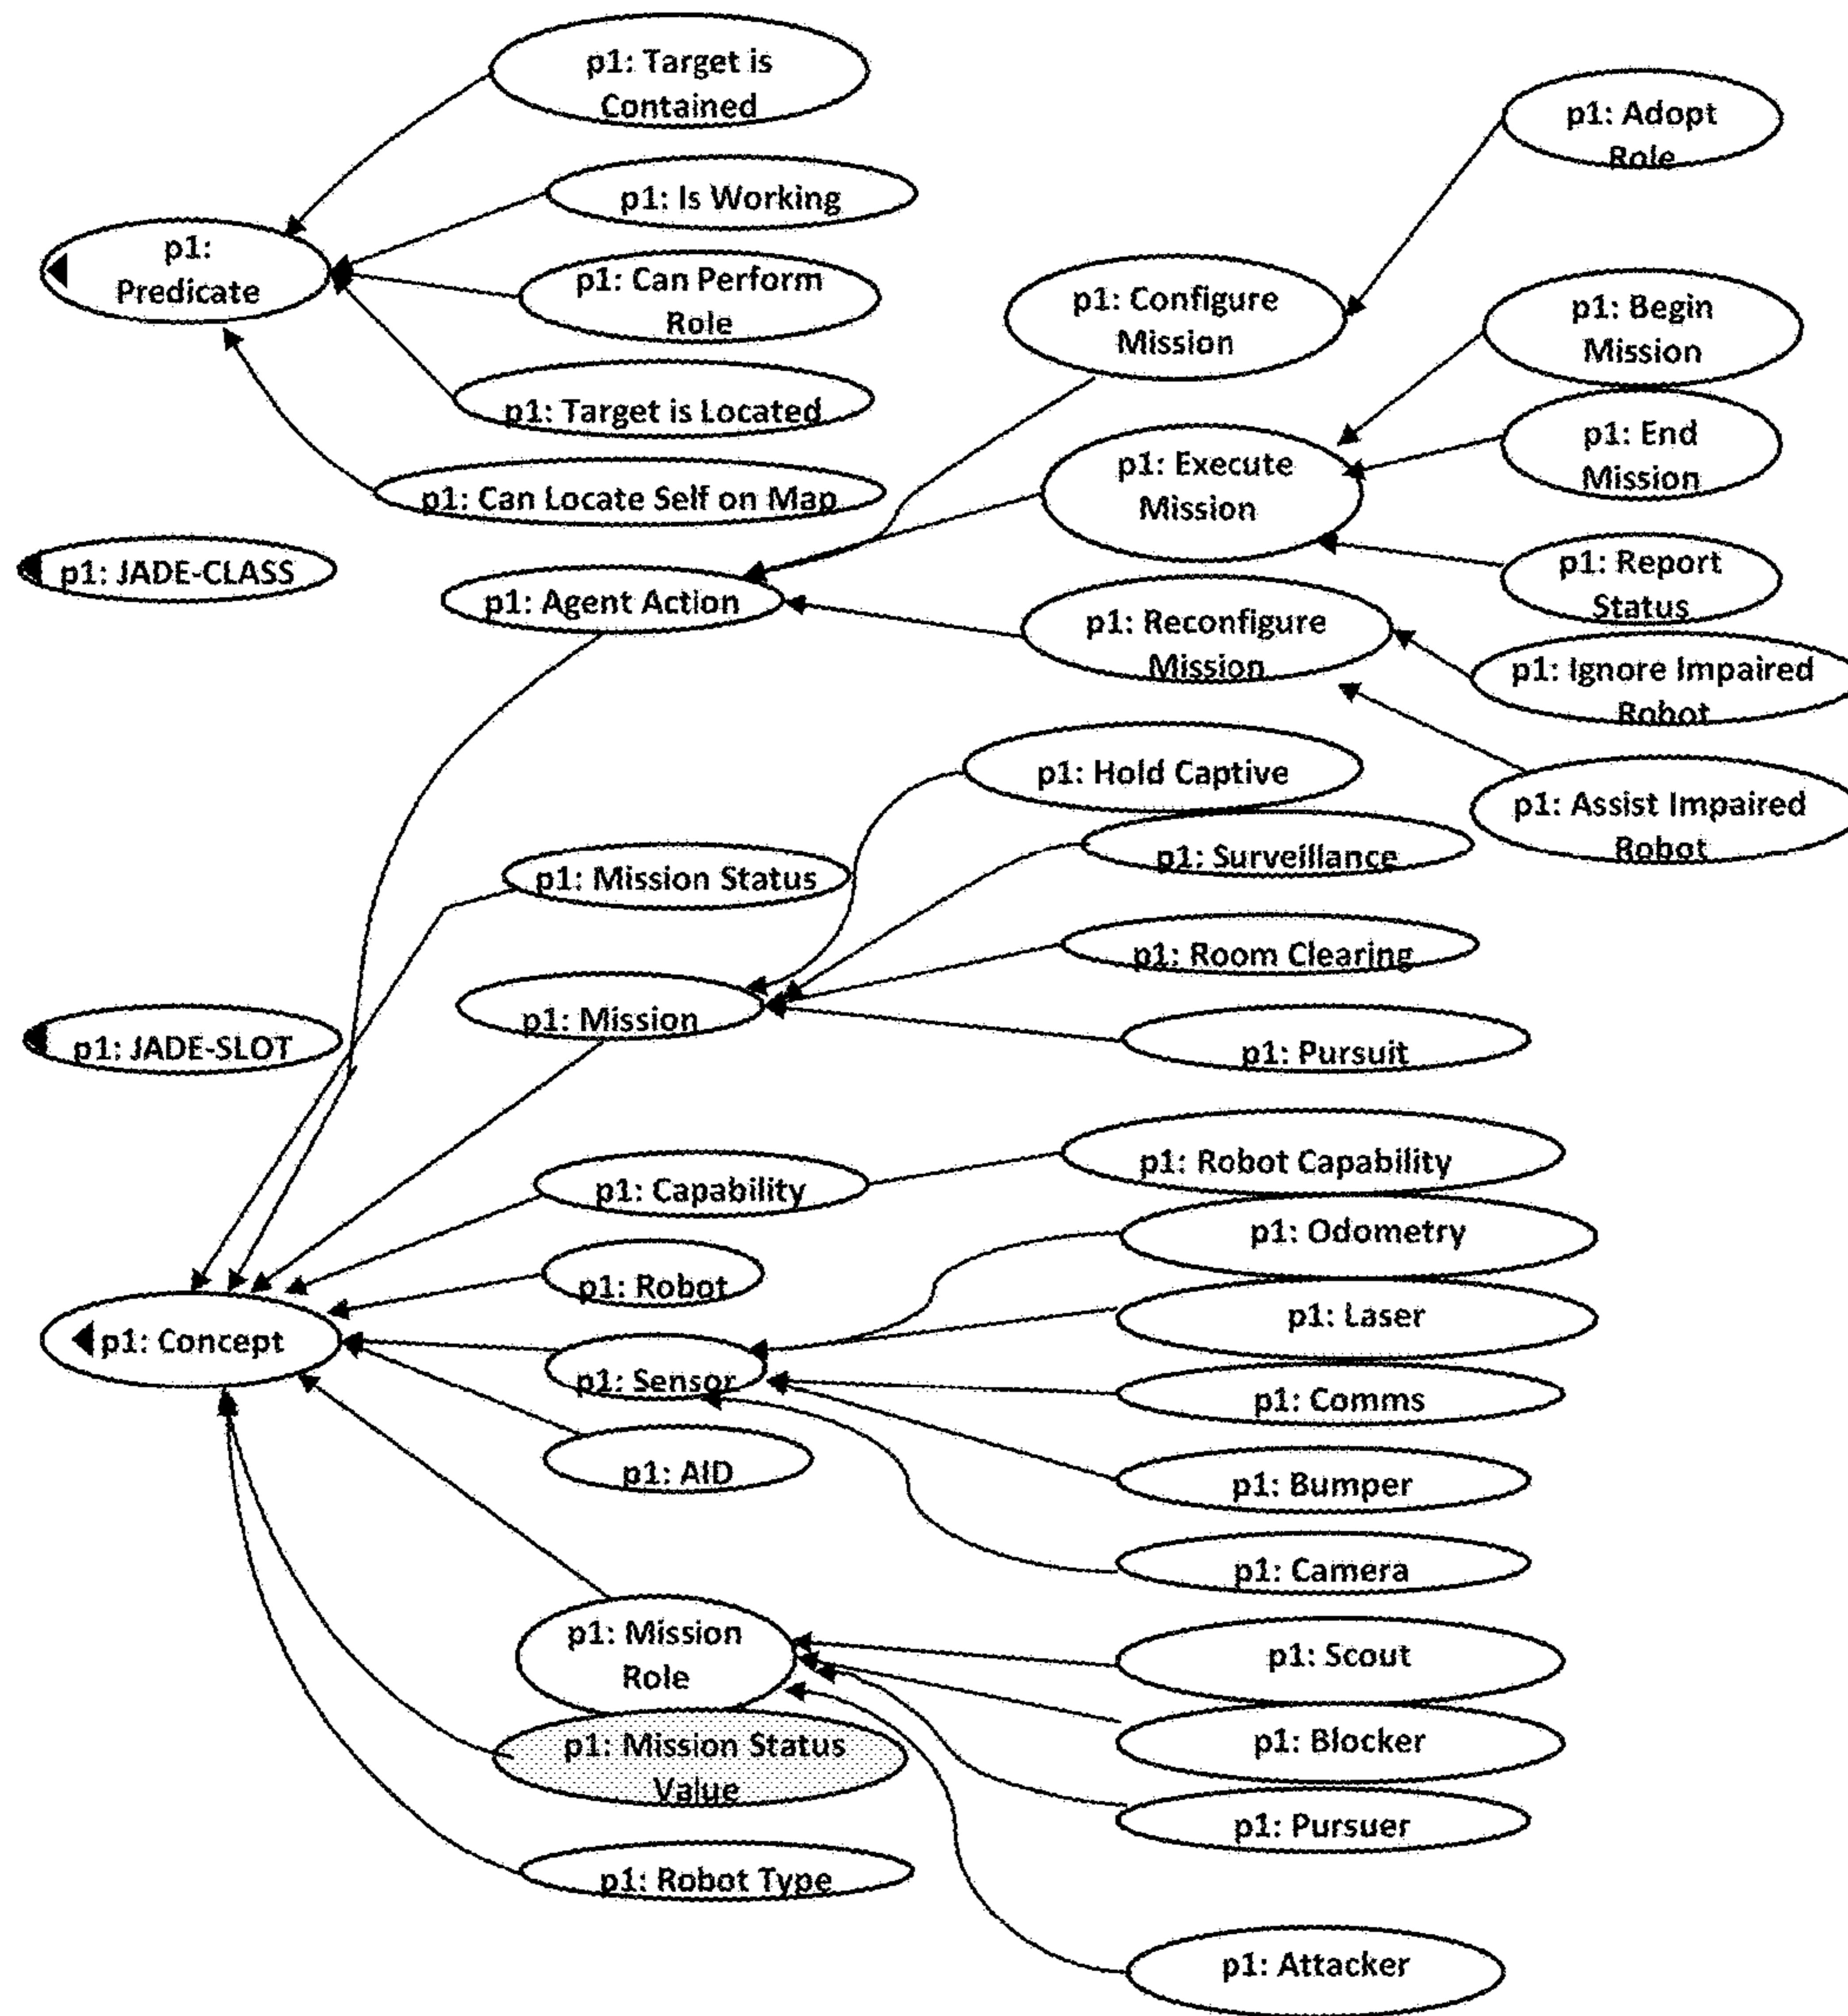 p1: Target is
Contained
p1: Adopt
Role
p1: Is Working
p1:
Predicate
p1: Can Perform
Role
p1: Configure
Mission
p1: Begin
Mission
p1: Target is Located
p1: End
Mission
p1: Execute
Mission
p1: Can Locate Self on Map
p1: JADE-CLASS
p1: Report
Status
p1: Agent Action
p1: Reconfigure
Mission
p1: Ignore Impaired
Robot
p1: Hold Captive
p1: Assist Impaired
Robot
p1: Surveillance
p1: Mission Status
p1: Room Clearing
p1: Mission
p1: JADE-SLOT
p1: Pursuit
p1: Robot Capability
p1: Capability
p1: Odometry
p1: Robot
p1: Laser
p1: Concept
p1: Sensor
p1: Comms
p1: AID
p1: Bumper
p1: Camera
p1: Mission
Role
p1: Scout
p1: Mission Status
Value
p1: Blocker
p1: Pursuer
p1: Robot Type
p1: Attacker